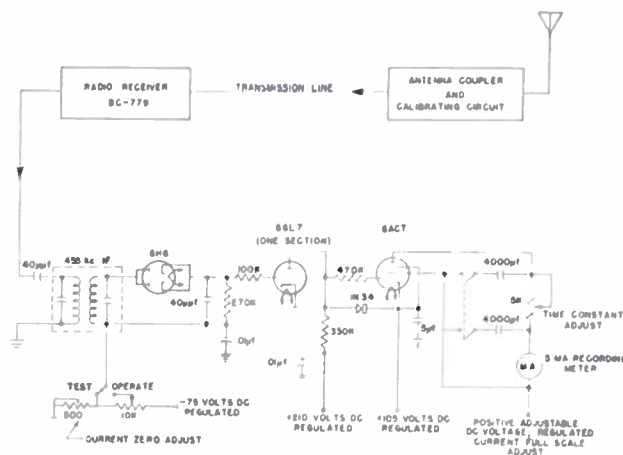 RADIO RECEIVER
BC-779
TRANSMISSION LINE
ANTENNA COUPLER
AND
CALIBRATING CIRCUIT
40μμf
455 kc IF
6H6
40μμf
270K
.01μf
100K
6SL7
(ONE SECTION)
.01μf
470K
6AC7
1N34
330K
5μf
4000μf
5K
TIME CONSTANT
ADJUST
4000μf
MA
5 MA RECORDING
METER
TEST
OPERATE
500
10K
-75 VOLTS DC
REGULATED
CURRENT ZERO ADJUST
+210 VOLTS DC
REGULATED
+105 VOLTS DC
REGULATED
POSITIVE ADJUSTABLE
DC VOLTAGE, REGULATED
CURRENT FULL SCALE
ADJUST